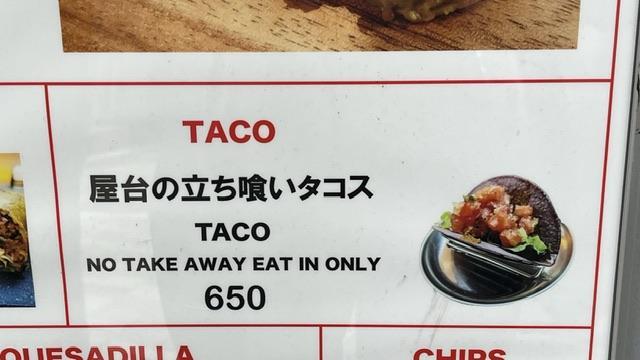 TACO
屋台の立ち喰いタコス
TACO
NO TAKE AWAY EAT IN ONLY
650
QUESADILLA
CHIPS